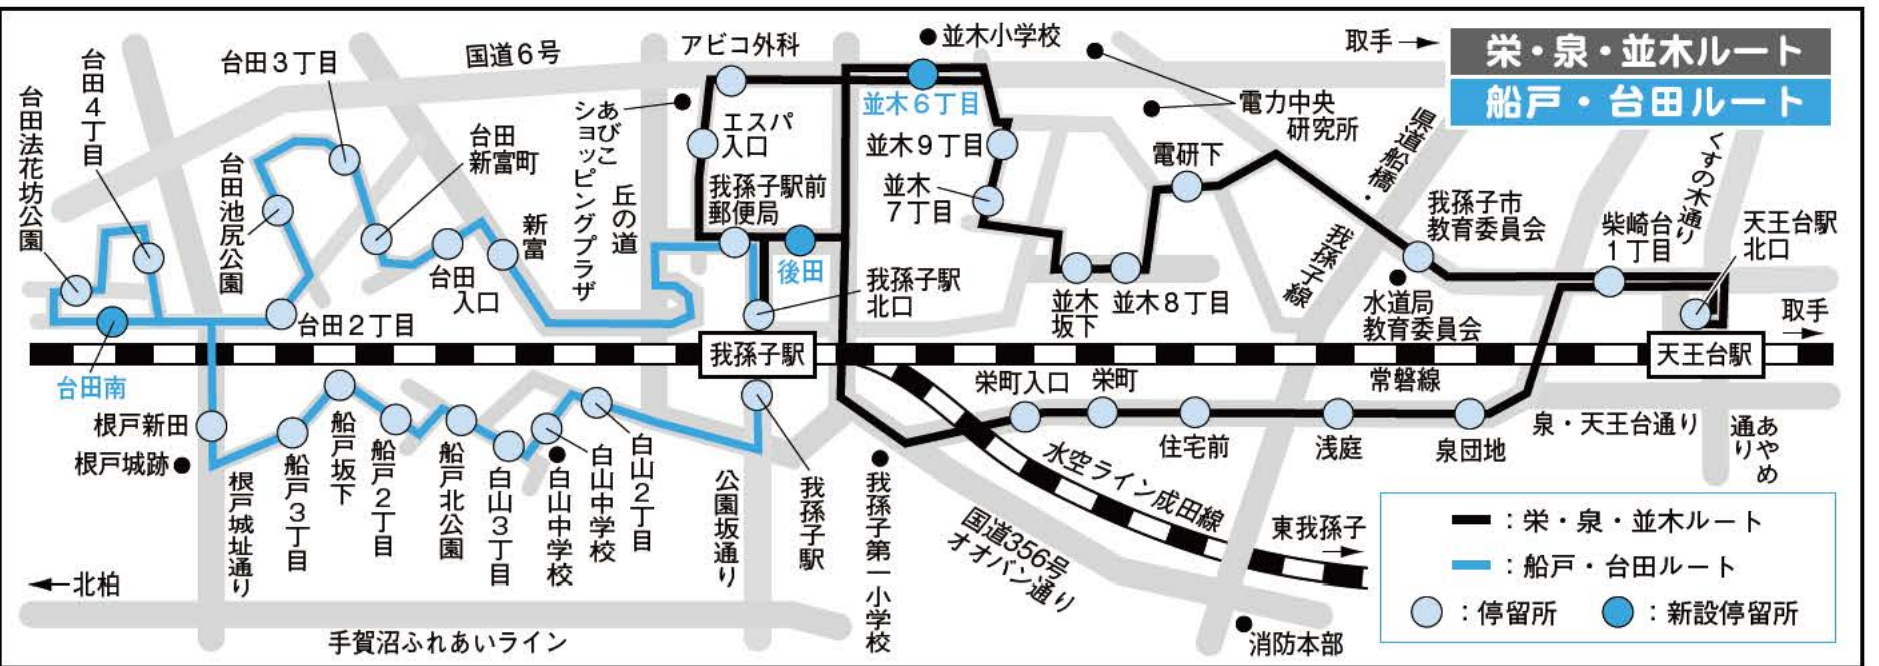 栄・泉・並木ルート
船戸・台田ルート
取手
国道6号
アビコ外科
並木小学校
電力中央
研究所
台田3丁目
台田4丁目
台田法花坊公園
台田池尻公園
台田
新富町
あびこ
ショッピングプラザ
エスパ
入口
並木6丁目
並木9丁目
並木
7丁目
電研下
県道船橋・
我孫子線
くすの木通り
我孫子駅前
郵便局
丘の道
新富
台田
入口
後田
我孫子駅
北口
並木
坂下
並木8丁目
我孫子市
教育委員会
水道局
教育委員会
柴崎台
1丁目
天王台駅
北口
取手
台田2丁目
台田南
我孫子駅
天王台駅
常磐線
栄町入口
栄町
住宅前
浅庭
泉団地
泉・天王台通り
あやめ
通り
根戸新田
根戸城跡
根戸城址通り
船戸3丁目
船戸坂下
船戸2丁目
船戸北公園
白山3丁目
白山中学校
白山中学校
白山2丁目
公園坂通り
我孫子駅
我孫子第一小学校
水空ライン成田線
東我孫子
国道356号
オオバン通り
消防本部
北柏
手賀沼ふれあいライン
:栄・泉・並木ルート
:船戸・台田ルート
:停留所
:新設停留所